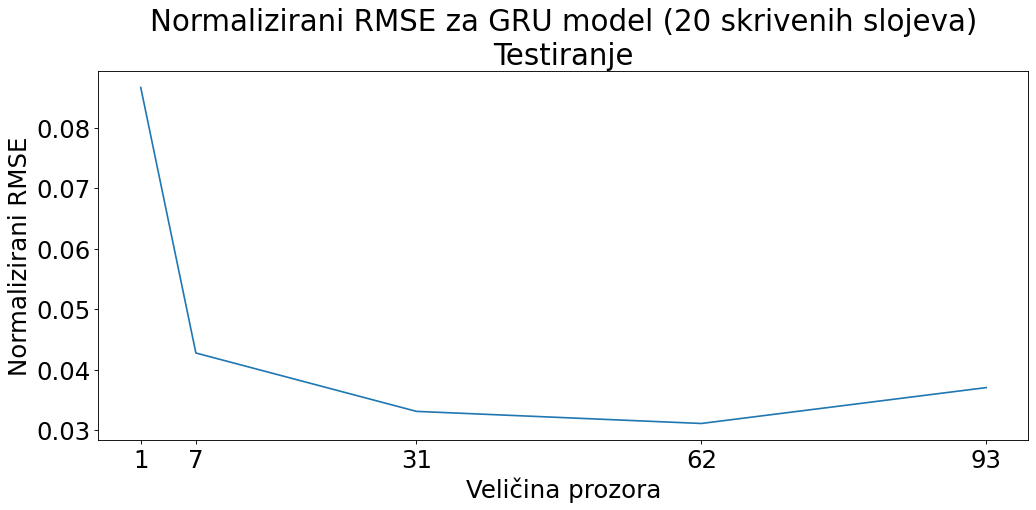 Normalizirani RMSE za GRU model (20 skrivenih slojeva)
Testiranje
Normalizirani RMSE
0.08
0.07
0.06
0.05
0.04
0.03
1 7 31 62 93
Veličina prozora